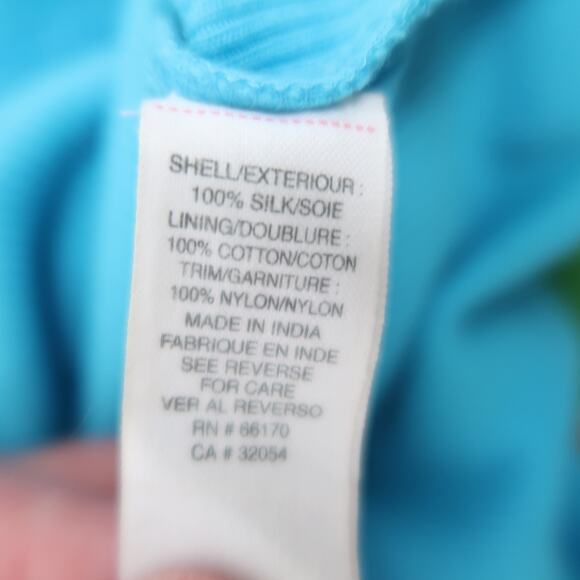 SHELL/EXTERIOUR :
100% SILK/SOIE
LINING/DOUBLURE :
100% COTTON/COTON
TRIM/GARNITURE :
100% NYLON/NYLON
MADE IN INDIA
FABRIQUE EN INDE
SEE REVERSE
FOR CARE
VER AL REVERSO
RN # 66170
CA # 32054